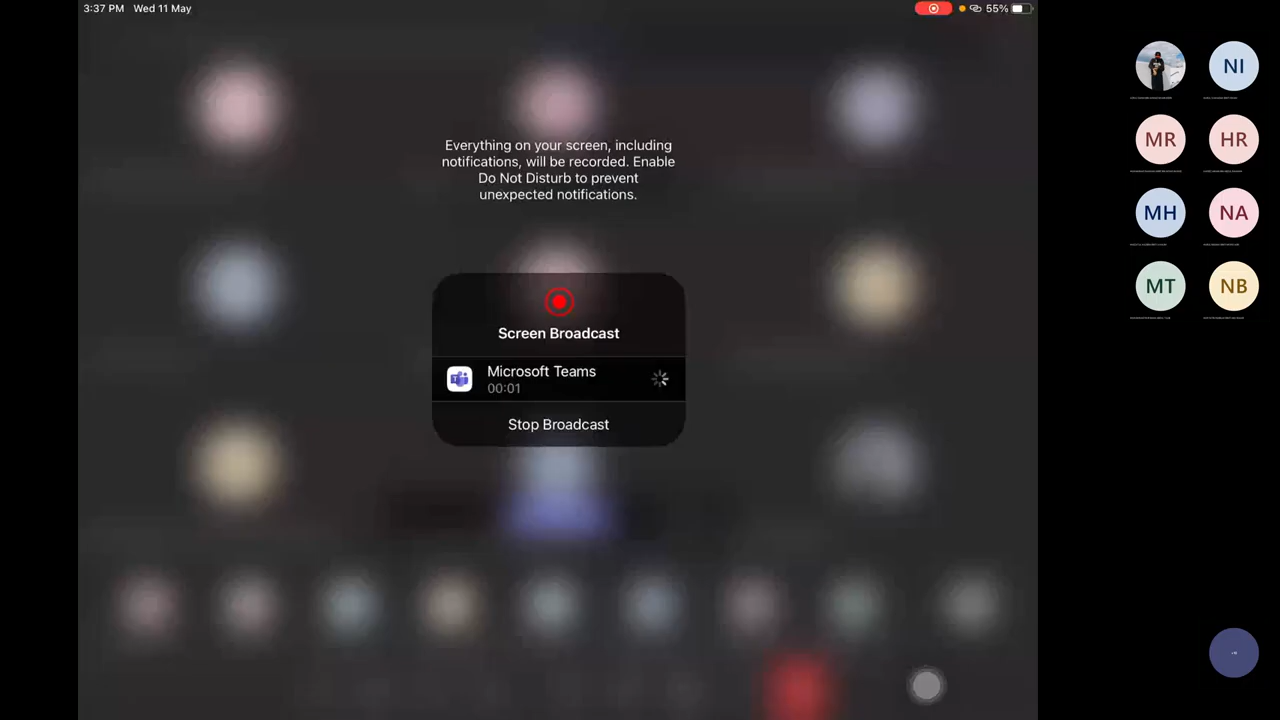 3:37 PM Wed 11 May
55%
Everything on your screen, including
notifications, will be recorded. Enable
Do Not Disturb to prevent
unexpected notifications.
Screen Broadcast
Microsoft Teams
00:01
Stop Broadcast
NI
MR
HR
MH
NA
MT
NB